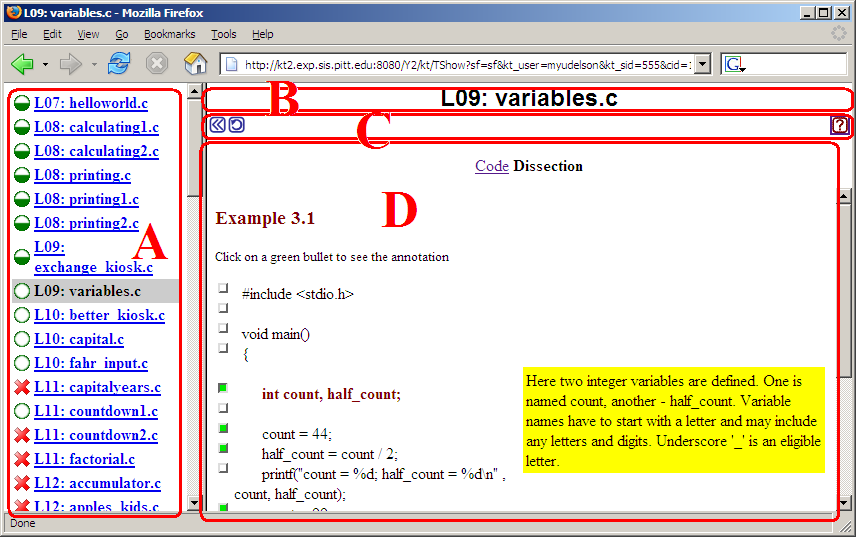 L09: variables.c - Mozilla Firefox
File Edit View Go Bookmarks Tools Help
http://kt2.exp.sis.pitt.edu:8080/Y2/kt/TShow?sf=sf&kt_user=myudelson&kt_sid=555&cid=
G
A
L07: helloworld.c
L08: calculating1.c
L08: calculating2.c
L08: printing.c
L08: printing1.c
L08: printing2.c
L09:
exchange_kiosk.c
L09: variables.c
L10: better_kiosk.c
L10: capital.c
L10: fahr_input.c
L11: capitalyears.c
L11: countdown1.c
L11: countdown2.c
L11: factorial.c
L12: accumulator.c
L12: apples_kids.c
B
L09: variables.c
C
?
D
Code Dissection
Example 3.1
Click on a green bullet to see the annotation
#include <stdio.h>
void main()
{
int count, half_count;
count = 44;
half_count = count / 2;
printf("count = %d; half_count = %d\n" ,
count, half_count);
Here two integer variables are defined. One is
named count, another - half_count. Variable
names have to start with a letter and may include
any letters and digits. Underscore '_' is an eligible
letter.
Done